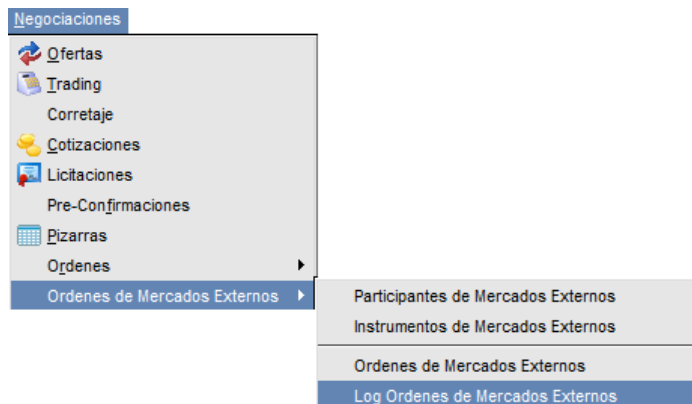 Negociaciones
Ofertas
Trading
Corretaje
Cotizaciones
Licitaciones
Pre-Confirmaciones
Pizarras
Ordenes
Ordenes de Mercados Externos
Participantes de Mercados Externos
Instrumentos de Mercados Externos
Ordenes de Mercados Externos
Log Ordenes de Mercados Externos